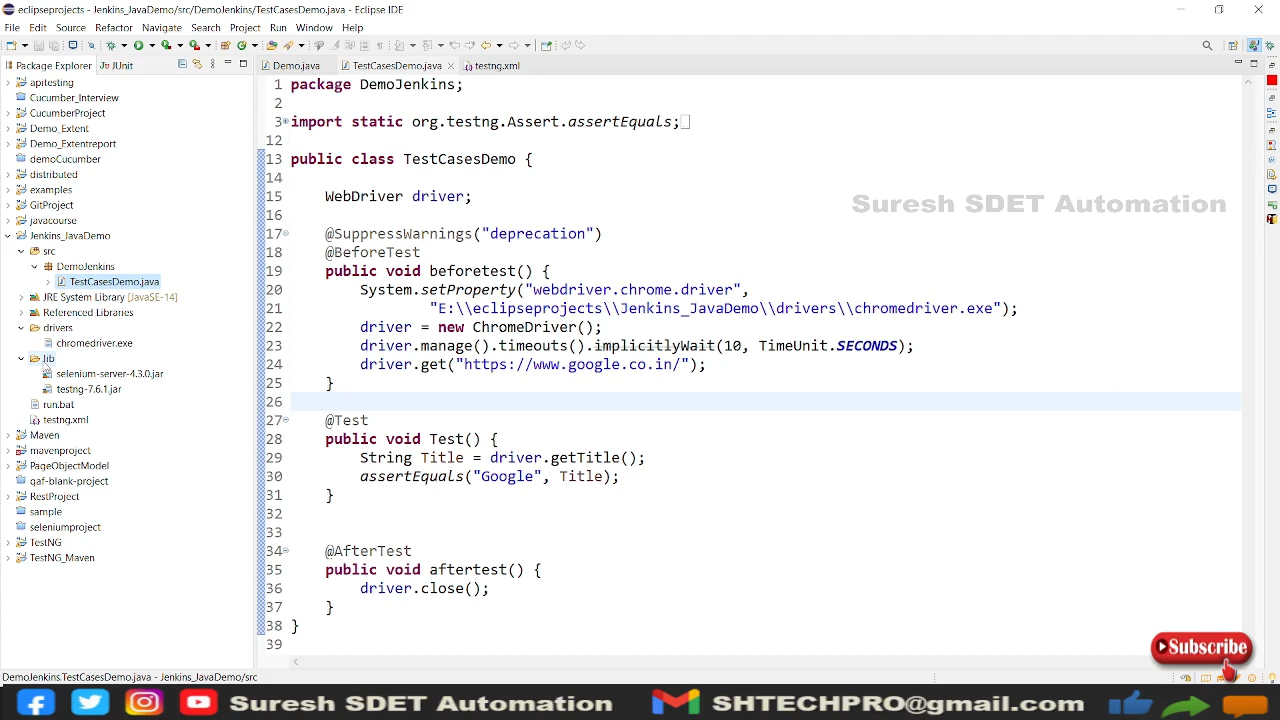 eclipseprojects - Jenkins_JavaDemo/src/DemoJenkins/TestCasesDemo.java - Eclipse IDE
File Edit Source Refactor Navigate Search Project Run Window Help
Package Explorer JUnit
Demo.java TestCasesDemo.java testng.xml
apitesting
Cucumber_Interview
CucumberProject
Demo_Extent
Demo_Extentreport
demoCucumber
distributed
examples
GitProject
javacourse
Jenkins_JavaDemo
src
DemoJenkins
TestCasesDemo.java
JRE System Library [JavaSE-14]
Referenced Libraries
drivers
chromedriver.exe
lib
selenium-server-4.3.0.jar
testng-7.6.1.jar
run.bat
testng.xml
Maven
mavenproject
PageObjectModel
qaf-blank-project
RestProject
sample
seleniumproject
TestNG
TestNG_Maven
1 package DemoJenkins;
2
3 import static org.testng.Assert.assertEquals;
12
13 public class TestCasesDemo {
14
15 WebDriver driver;
16
17 @SuppressWarnings("deprecation")
18 @BeforeTest
19 public void beforetest() {
20 System.setProperty("webdriver.chrome.driver",
21 "E:\\eclipseprojects\\Jenkins_JavaDemo\\drivers\\chromedriver.exe");
22 driver = new ChromeDriver();
23 driver.manage().timeouts().implicitlyWait(10, TimeUnit.SECONDS);
24 driver.get("https://www.google.co.in/");
25 }
26
27 @Test
28 public void Test() {
29 String Title = driver.getTitle();
30 assertEquals("Google", Title);
31 }
32
33
34 @AfterTest
35 public void aftertest() {
36 driver.close();
37 }
38 }
39
Suresh SDET Automation
Subscribe
DemoJenkins.TestCasesDemo.java - Jenkins_JavaDemo/src
Suresh SDET Automation SHTECHPRO@gmail.com